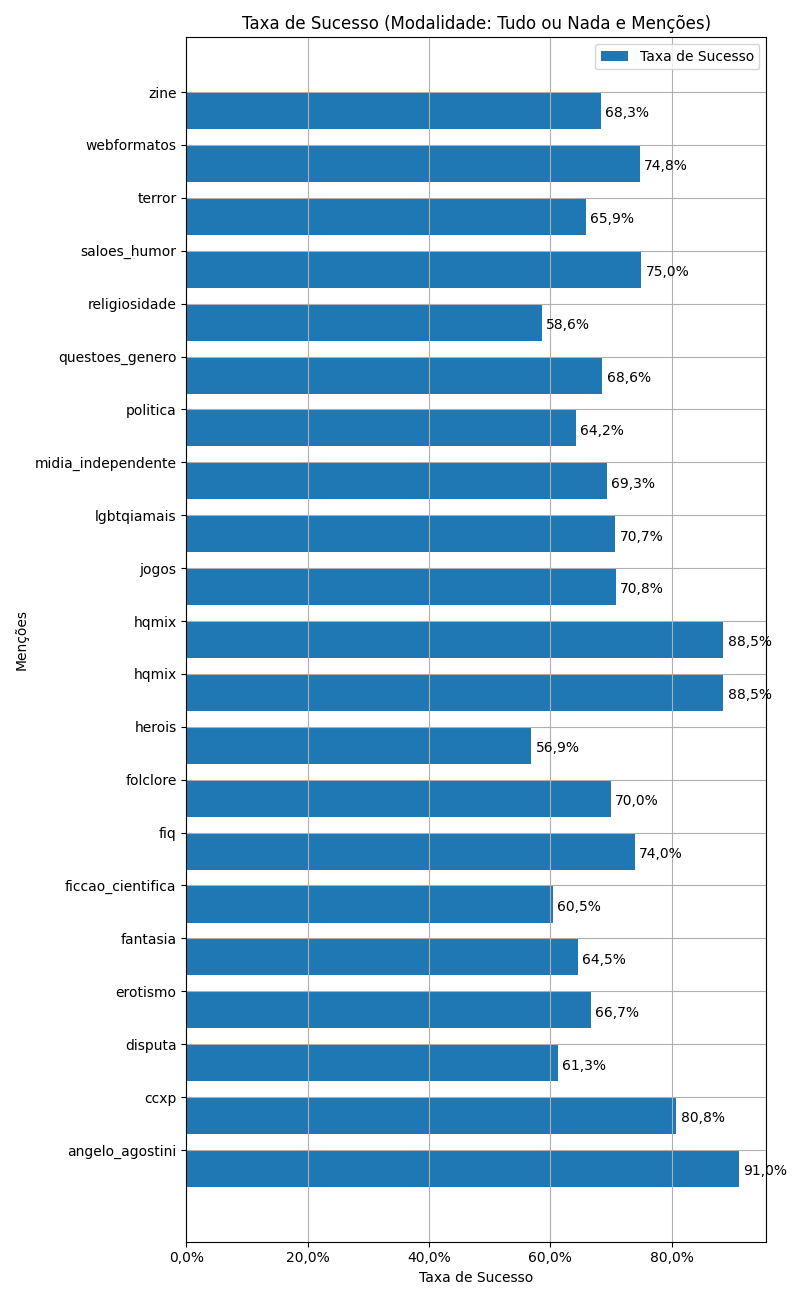 Taxa de Sucesso (Modalidade: Tudo ou Nada e Menções)
Taxa de Sucesso
zine 68,3%
webformatos 74,8%
terror 65,9%
saloes_humor 75,0%
religiosidade 58,6%
questoes_genero 68,6%
politica 64,2%
midia_independente 69,3%
lgbtqiamais 70,7%
jogos 70,8%
hqmix 88,5%
hqmix 88,5%
herois 56,9%
folclore 70,0%
fiq 74,0%
ficcao_cientifica 60,5%
fantasia 64,5%
erotismo 66,7%
disputa 61,3%
ccxp 80,8%
angelo_agostini 91,0%
Menções
0,0% 20,0% 40,0% 60,0% 80,0%
Taxa de Sucesso